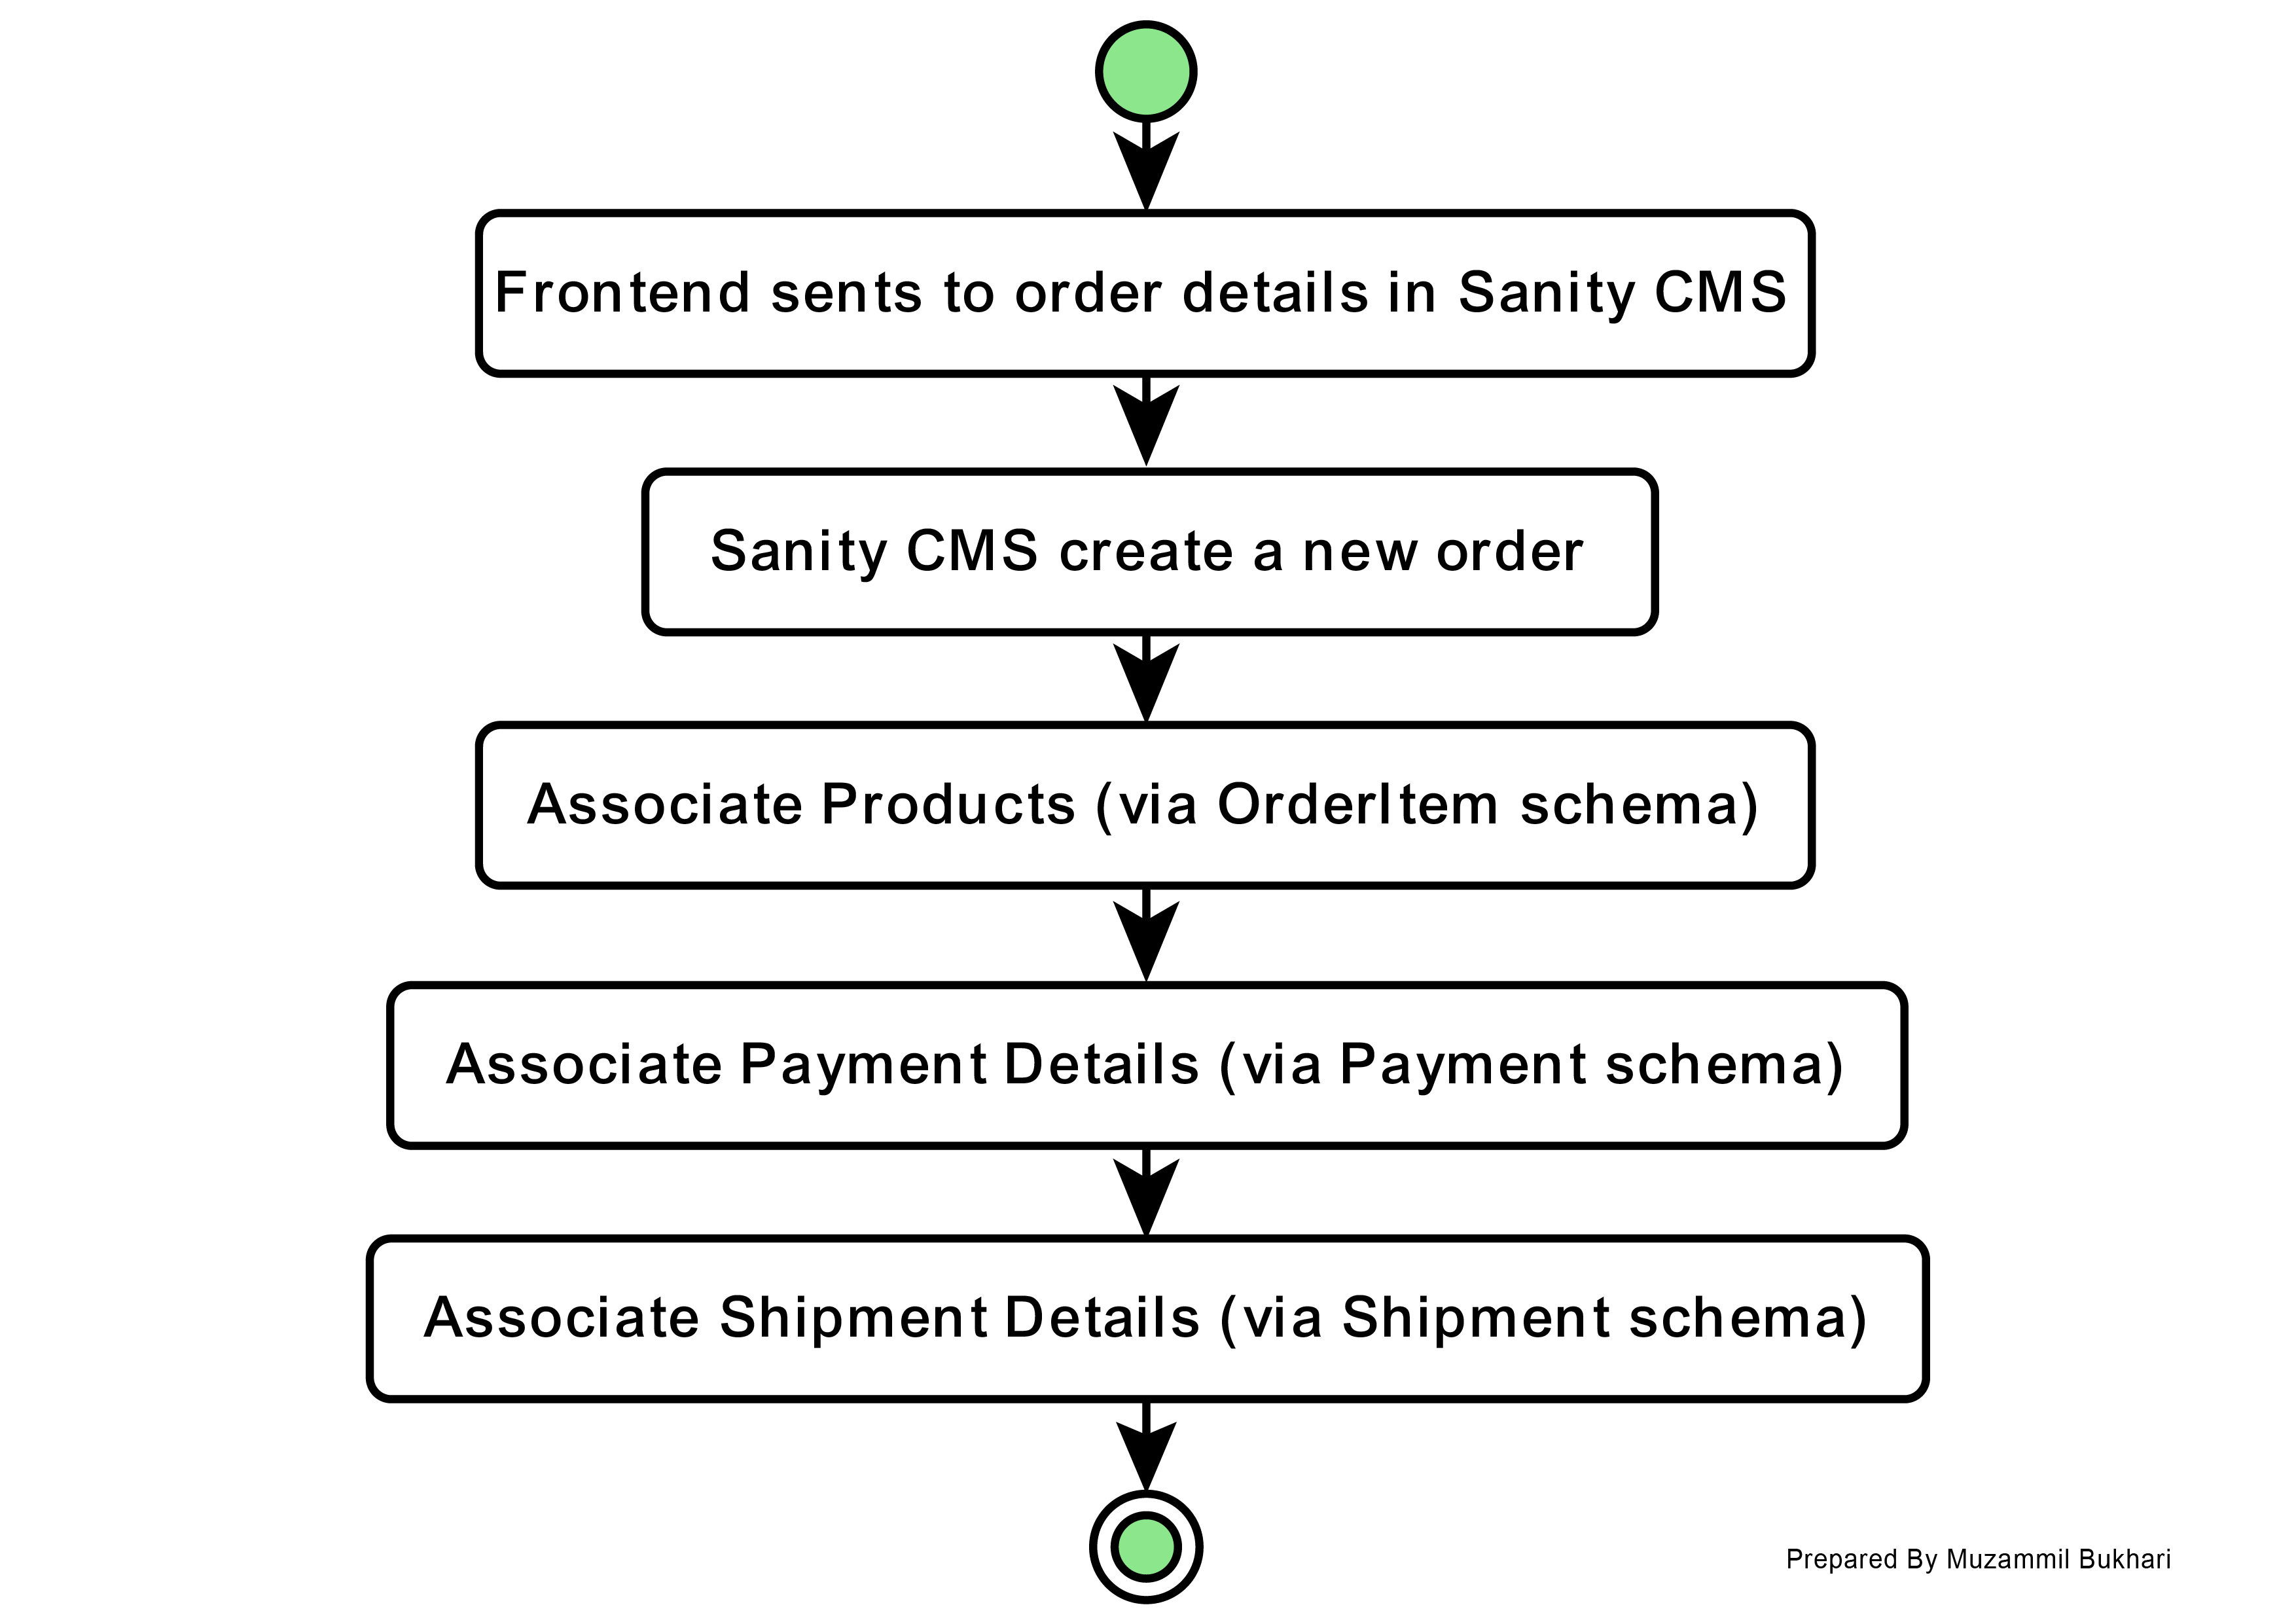 Frontend sents to order details in Sanity CMS
Sanity CMS create a new order
Associate Products (via OrderItem schema)
Associate Payment Details (via Payment schema)
Associate Shipment Details (via Shipment schema)
Prepared By Muzammil Bukhari